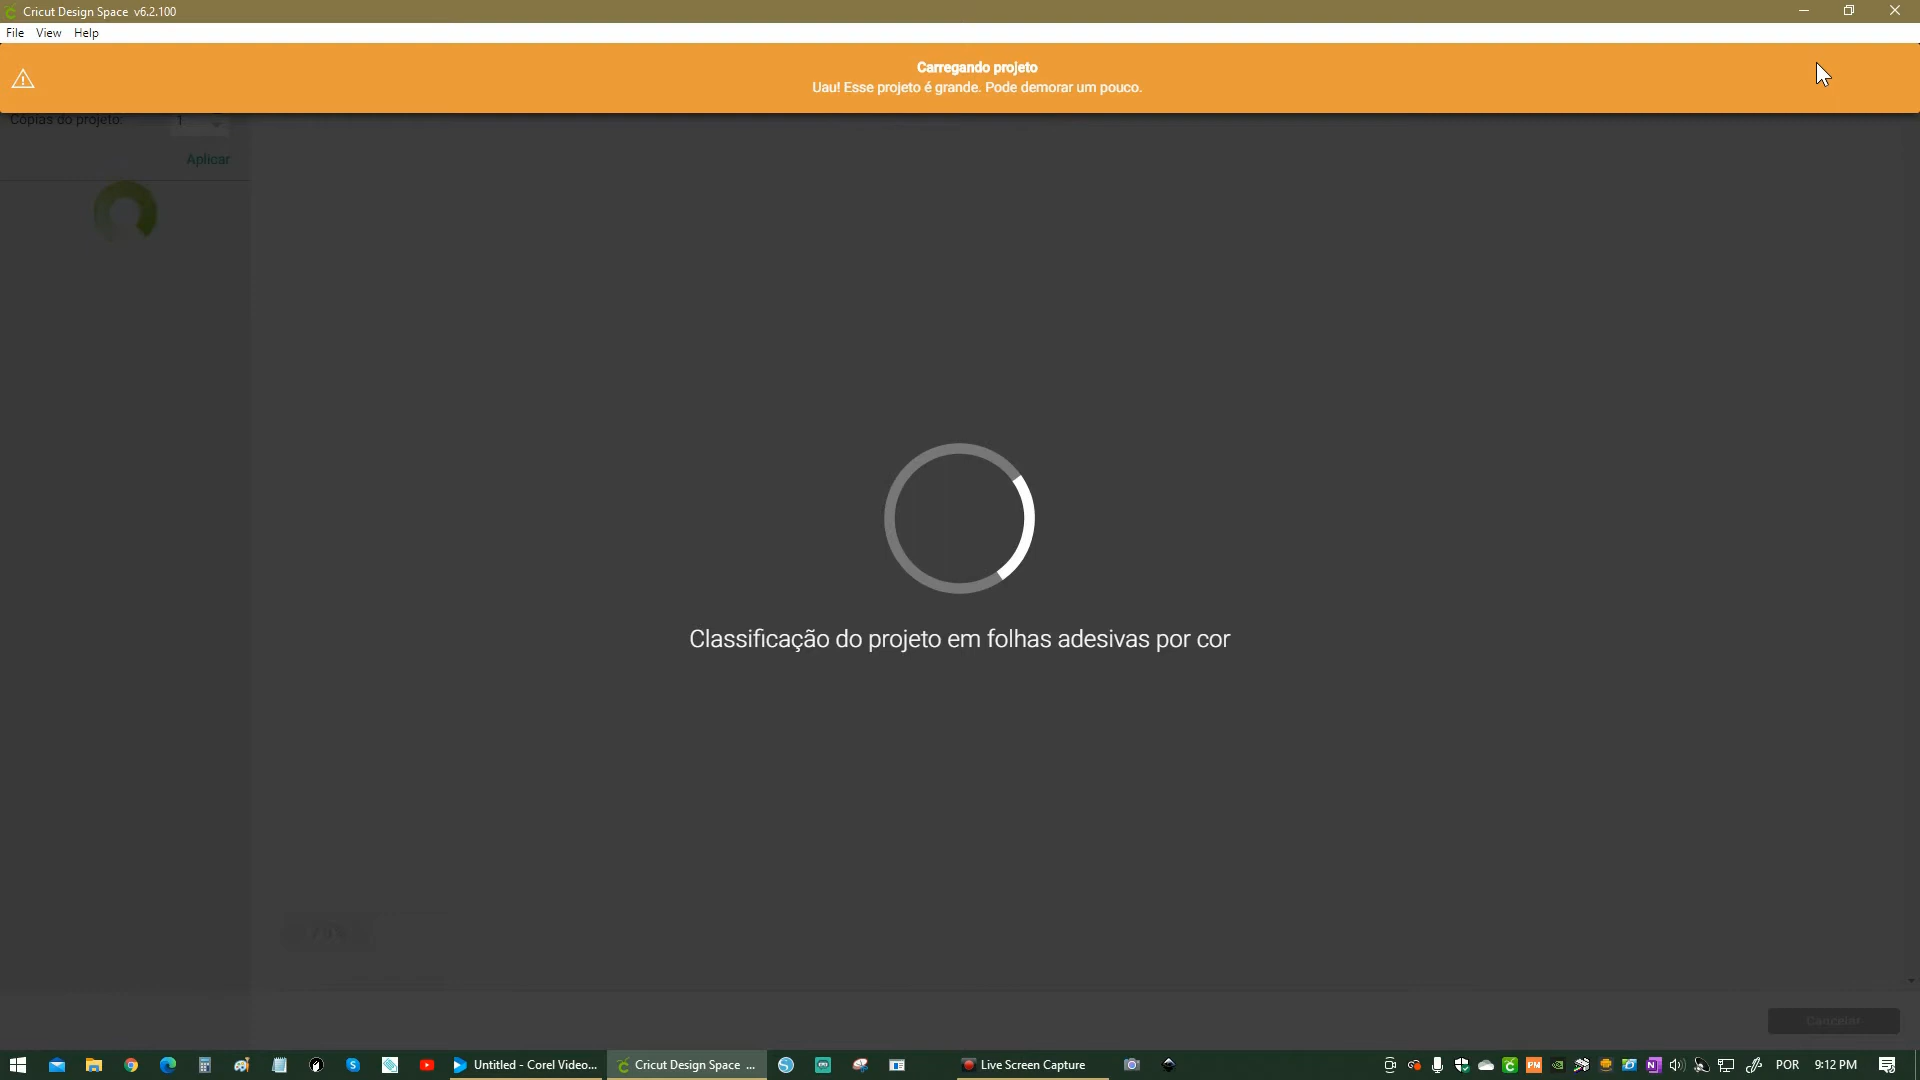 Cricut Design Space v6.2.100
File View Help
Carregando projeto
Uau! Esse projeto é grande. Pode demorar um pouco.
Cópias do projeto: 1
Aplicar
Classificação do projeto em folhas adesivas por cor
Cancelar
Untitled - Corel Video...
Cricut Design Space ...
Live Screen Capture
POR
9:12 PM